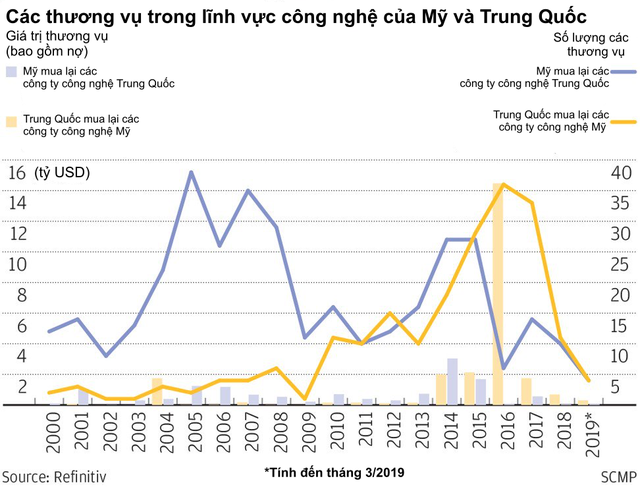 Các thương vụ trong lĩnh vực công nghệ của Mỹ và Trung Quốc
Giá trị thương vụ
(bao gồm nợ)
Mỹ mua lại các
công ty công nghệ Trung Quốc
Trung Quốc mua lại các
công ty công nghệ Mỹ
Số lượng các
thương vụ
Mỹ mua lại các
công ty công nghệ Trung Quốc
Trung Quốc mua lại các
công ty công nghệ Mỹ
16 (tỷ USD) 40
14 35
12 30
10 25
8 20
6 15
4 10
2 5
2000 2001 2002 2003 2004 2005 2006 2007 2008 2009 2010 2011 2012 2013 2014 2015 2016 2017 2018 2019*
Source: Refinitiv *Tính đến tháng 3/2019 SCMP